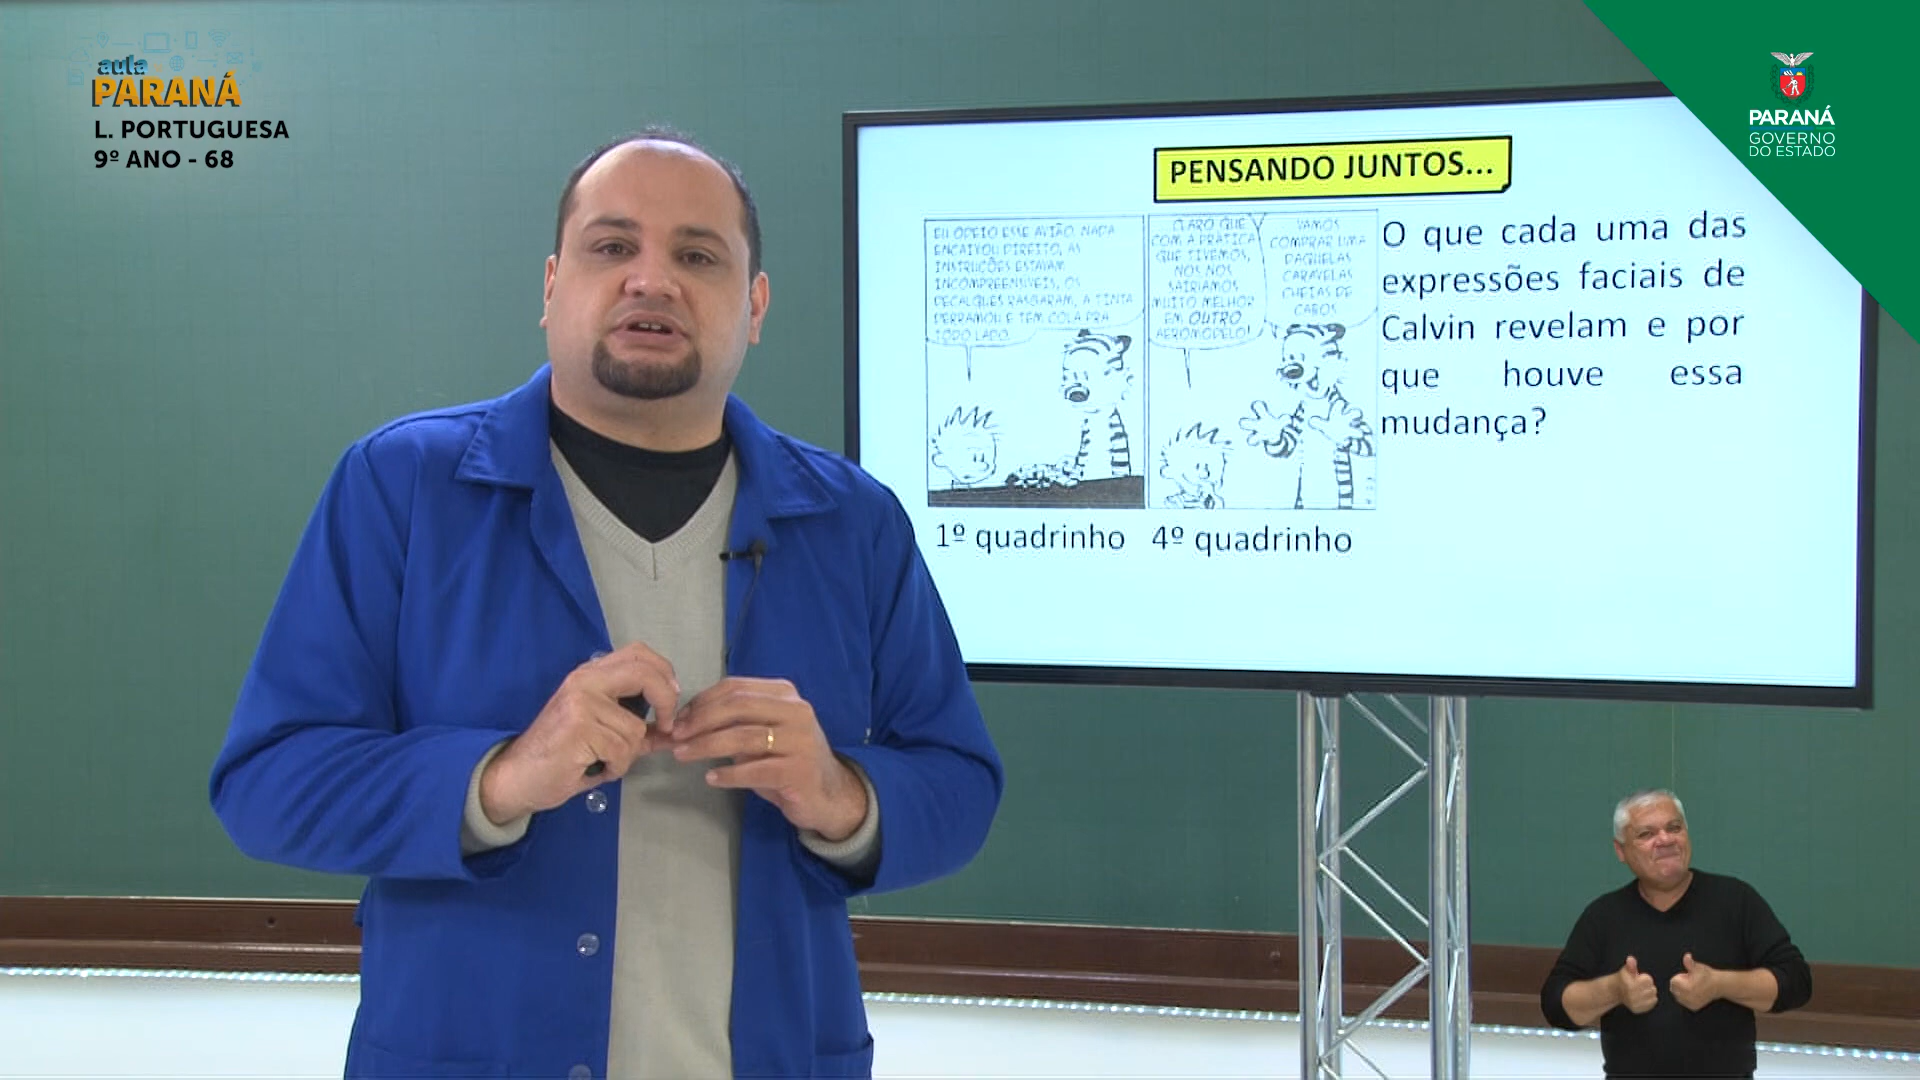 aula
PARANÁ
L. PORTUGUESA
9º ANO - 68
PARANÁ
GOVERNO
DO ESTADO
PENSANDO JUNTOS...
EU ODEIO ESSE AVIÃO. NADA
ENCAIXOU DIREITO, AS
INSTRUÇÕES ESTAVAM
INCOMPREENSÍVEIS, OS
DECALQUES RASGARAM, A TINTA
DERRAMOU E TEM COLA PRA
TODO LADO.
CLARO QUE
COM A PRÁTICA
QUE TIVEMOS,
NÓS NOS
SAIRÍAMOS
MUITO MELHOR
EM OUTRO
AEROMODELO!
VAMOS
COMPRAR UMA
DAQUELAS
CARAVELAS
CHEIAS DE
CABOS.
1º quadrinho
4º quadrinho
O que cada uma das
expressões faciais de
Calvin revelam e por
que houve essa
mudança?